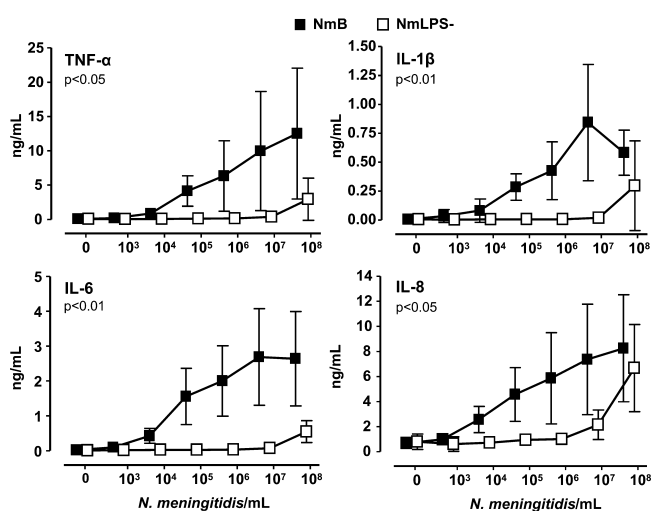 NmB NmLPS-
TNF-α
p<0.05
ng/mL
25
20
15
10
5
0
0 10³ 10⁴ 10⁵ 10⁶ 10⁷ 10⁸
IL-1β
p<0.01
ng/mL
1.50
1.25
1.00
0.75
0.50
0.25
0.00
0 10³ 10⁴ 10⁵ 10⁶ 10⁷ 10⁸
IL-6
p<0.01
ng/mL
5
4
3
2
1
0
0 10³ 10⁴ 10⁵ 10⁶ 10⁷ 10⁸
N. meningitidis/mL
IL-8
p<0.05
ng/mL
14
12
10
8
6
4
2
0
0 10³ 10⁴ 10⁵ 10⁶ 10⁷ 10⁸
N. meningitidis/mL